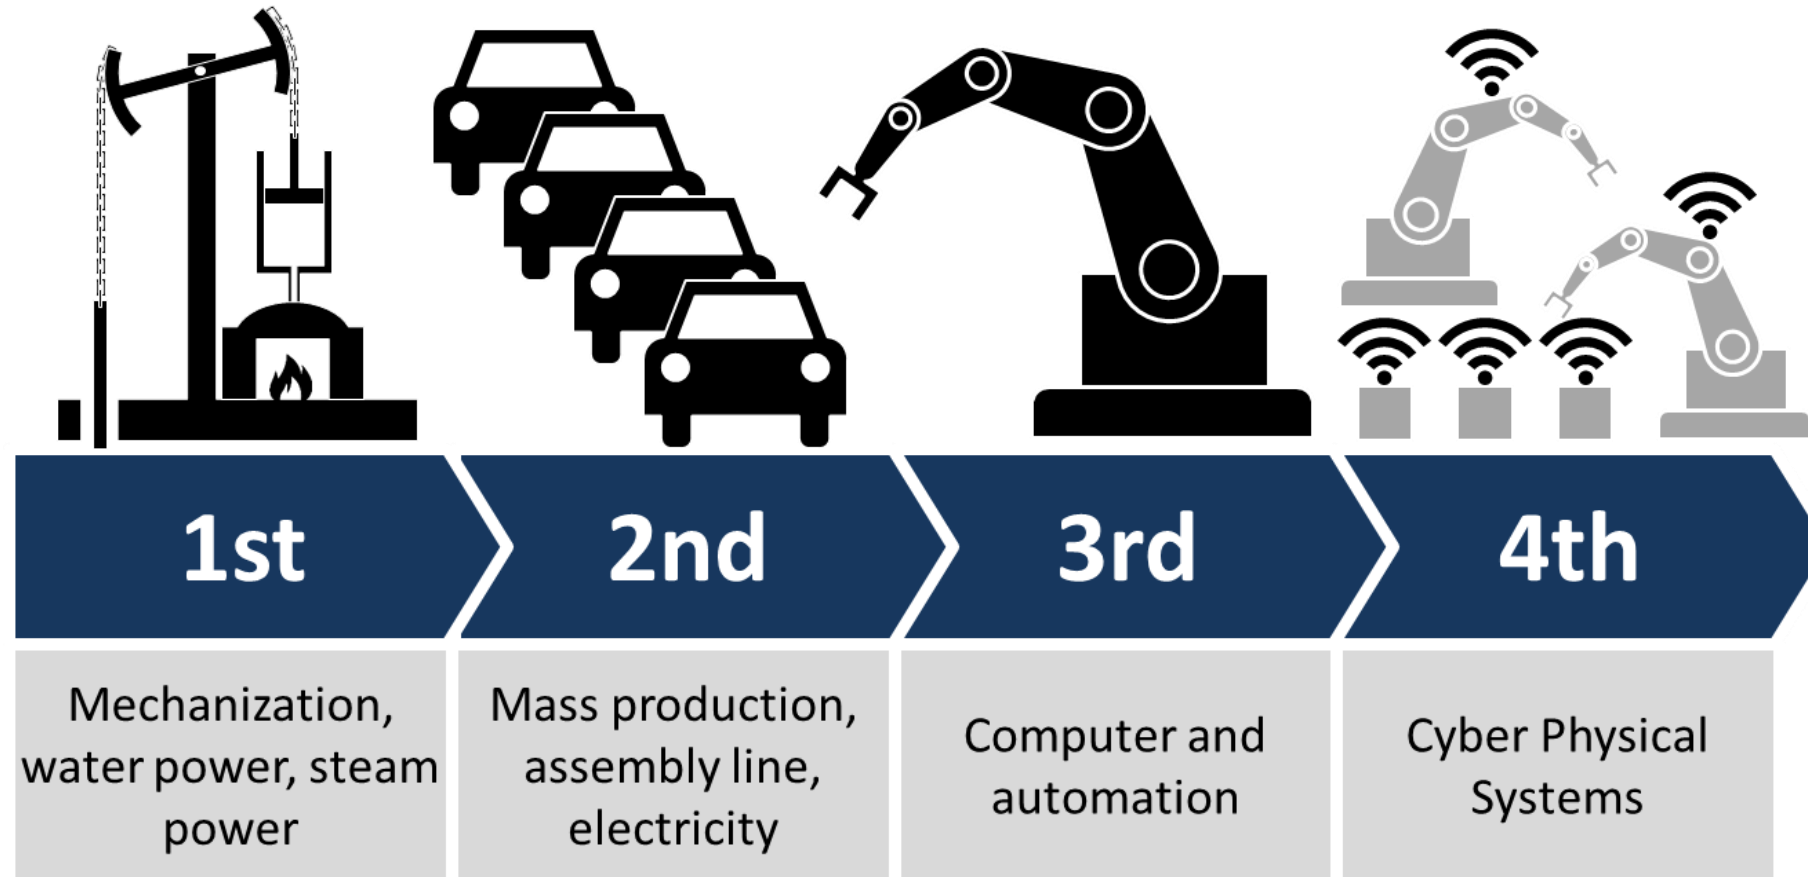 1st
2nd
3rd
4th
Mechanization,
water power, steam
power
Mass production,
assembly line,
electricity
Computer and
automation
Cyber Physical
Systems